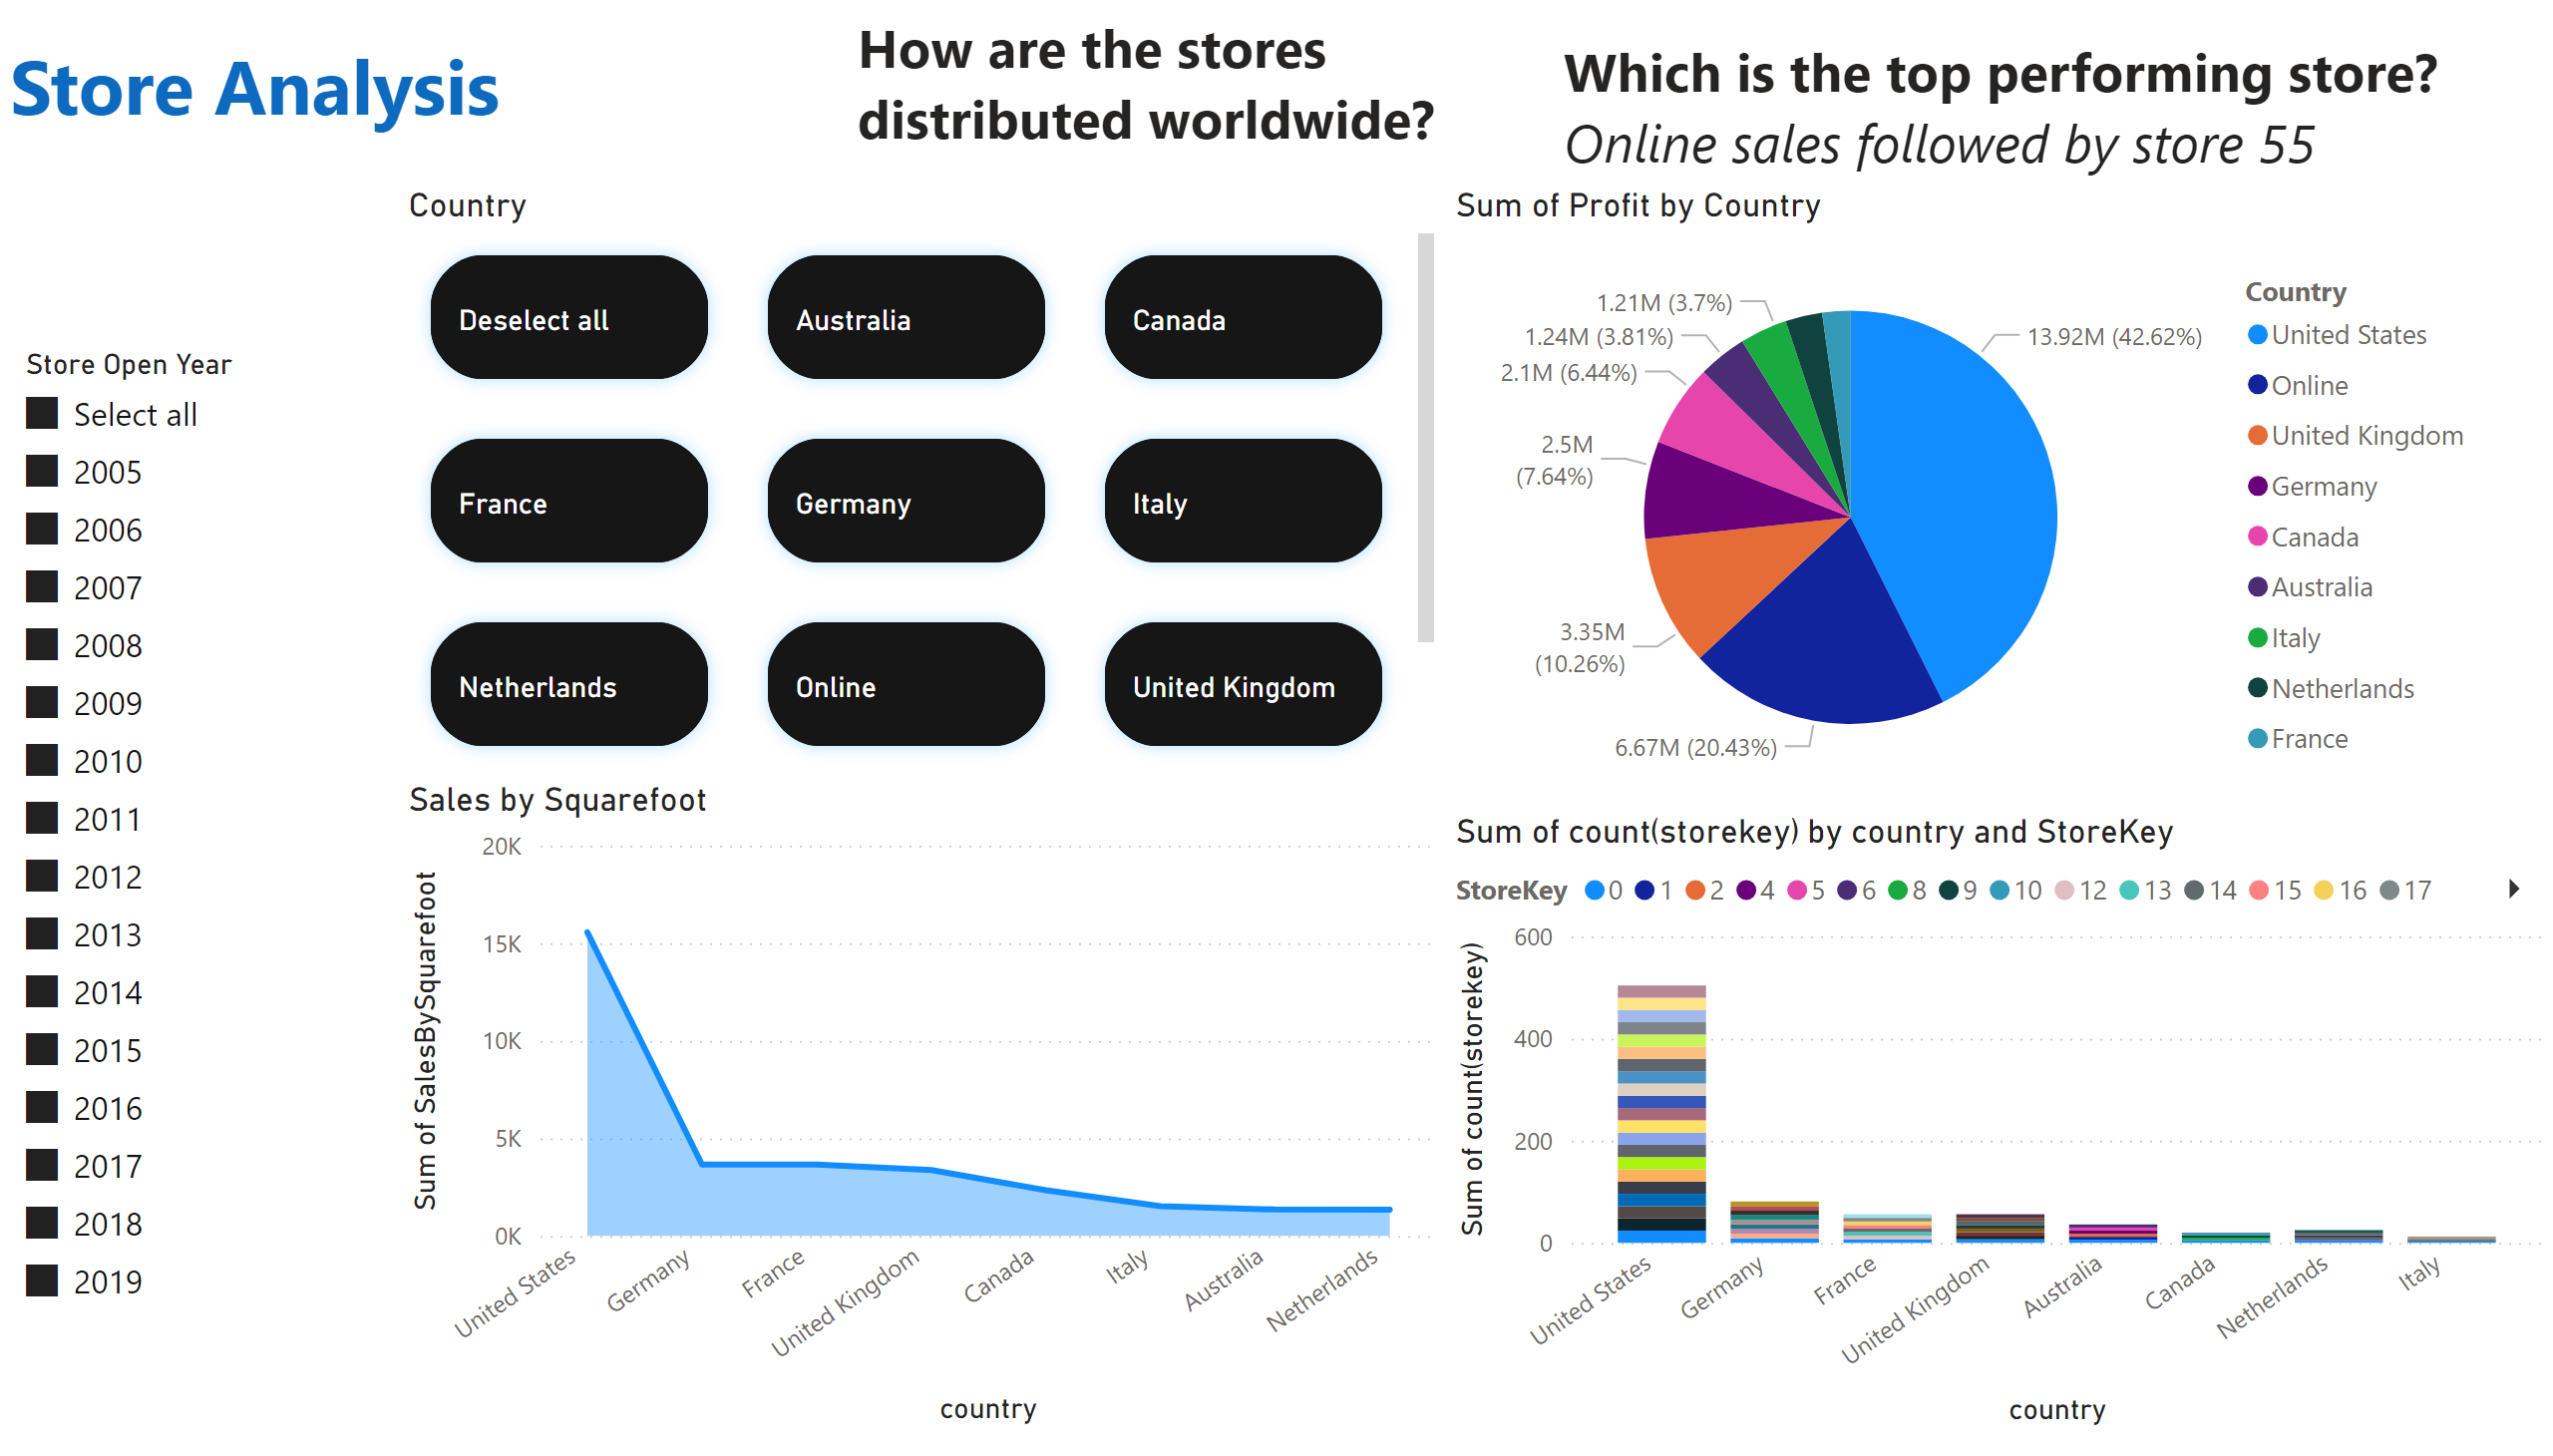 Store Analysis
How are the stores
distributed worldwide?
Which is the top performing store?
Online sales followed by store 55
Store Open Year
Select all
2005
2006
2007
2008
2009
2010
2011
2012
2013
2014
2015
2016
2017
2018
2019
Country
Deselect all
Australia
Canada
France
Germany
Italy
Netherlands
Online
United Kingdom
Sum of Profit by Country
1.21M (3.7%)
1.24M (3.81%)
2.1M (6.44%)
2.5M
(7.64%)
3.35M
(10.26%)
6.67M (20.43%)
13.92M (42.62%)
Country
United States
Online
United Kingdom
Germany
Canada
Australia
Italy
Netherlands
France
Sales by Squarefoot
Sum of SalesBySquarefoot
20K
15K
10K
5K
0K
United States
Germany
France
United Kingdom
Canada
Italy
Australia
Netherlands
country
Sum of count(storekey) by country and StoreKey
StoreKey 0 1 2 4 5 6 8 9 10 12 13 14 15 16 17
Sum of count(storekey)
600
400
200
0
United States
Germany
France
United Kingdom
Australia
Canada
Netherlands
Italy
country